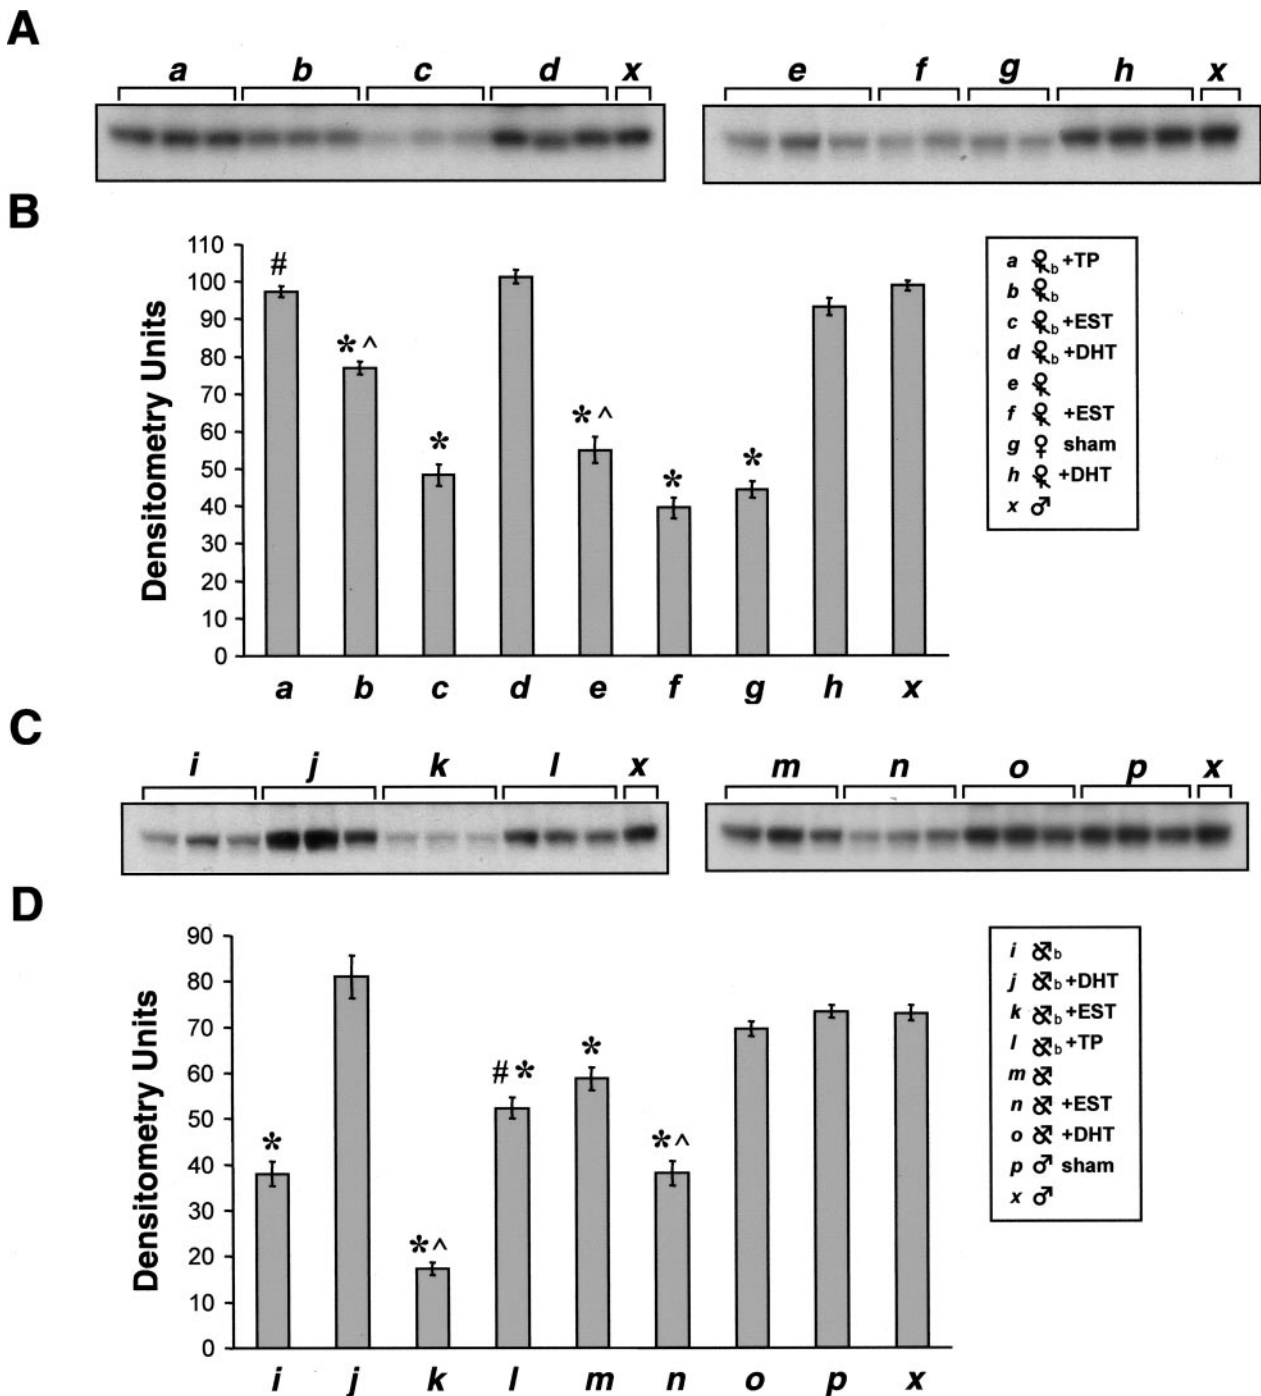 A
a b c d x e f g h x
B
Densitometry Units
110
100
90
80
70
60
50
40
30
20
10
0
#
* ^
*
* ^
*
*
a b c d e f g h x
a ♀b +TP
b ♀b
c ♀b +EST
d ♀b +DHT
e ♀
f ♀ +EST
g ♀ sham
h ♀ +DHT
x ♂
C
i j k l x m n o p x
D
Densitometry Units
90
80
70
60
50
40
30
20
10
0
*
* ^
# *
*
* ^
i j k l m n o p x
i ♂b
j ♂b +DHT
k ♂b +EST
l ♂b +TP
m ♂
n ♂ +EST
o ♂ +DHT
p ♂ sham
x ♂